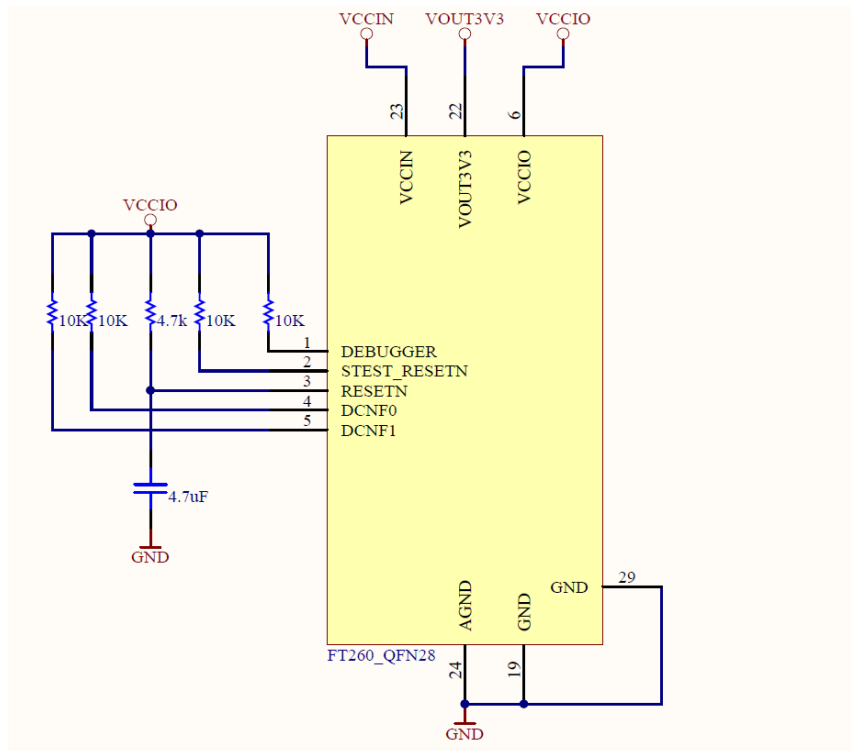 VCCIN VOUT3V3 VCCIO
23 22 6
VCCIN VOUT3V3 VCCIO
VCCIO
10K 10K 4.7k 10K 10K
1 DEBUGGER
2 STEST_RESETN
3 RESETN
4 DCNF0
5 DCNF1
4.7uF
GND
GND 29
AGND GND
FT260_QFN28
24 19
GND